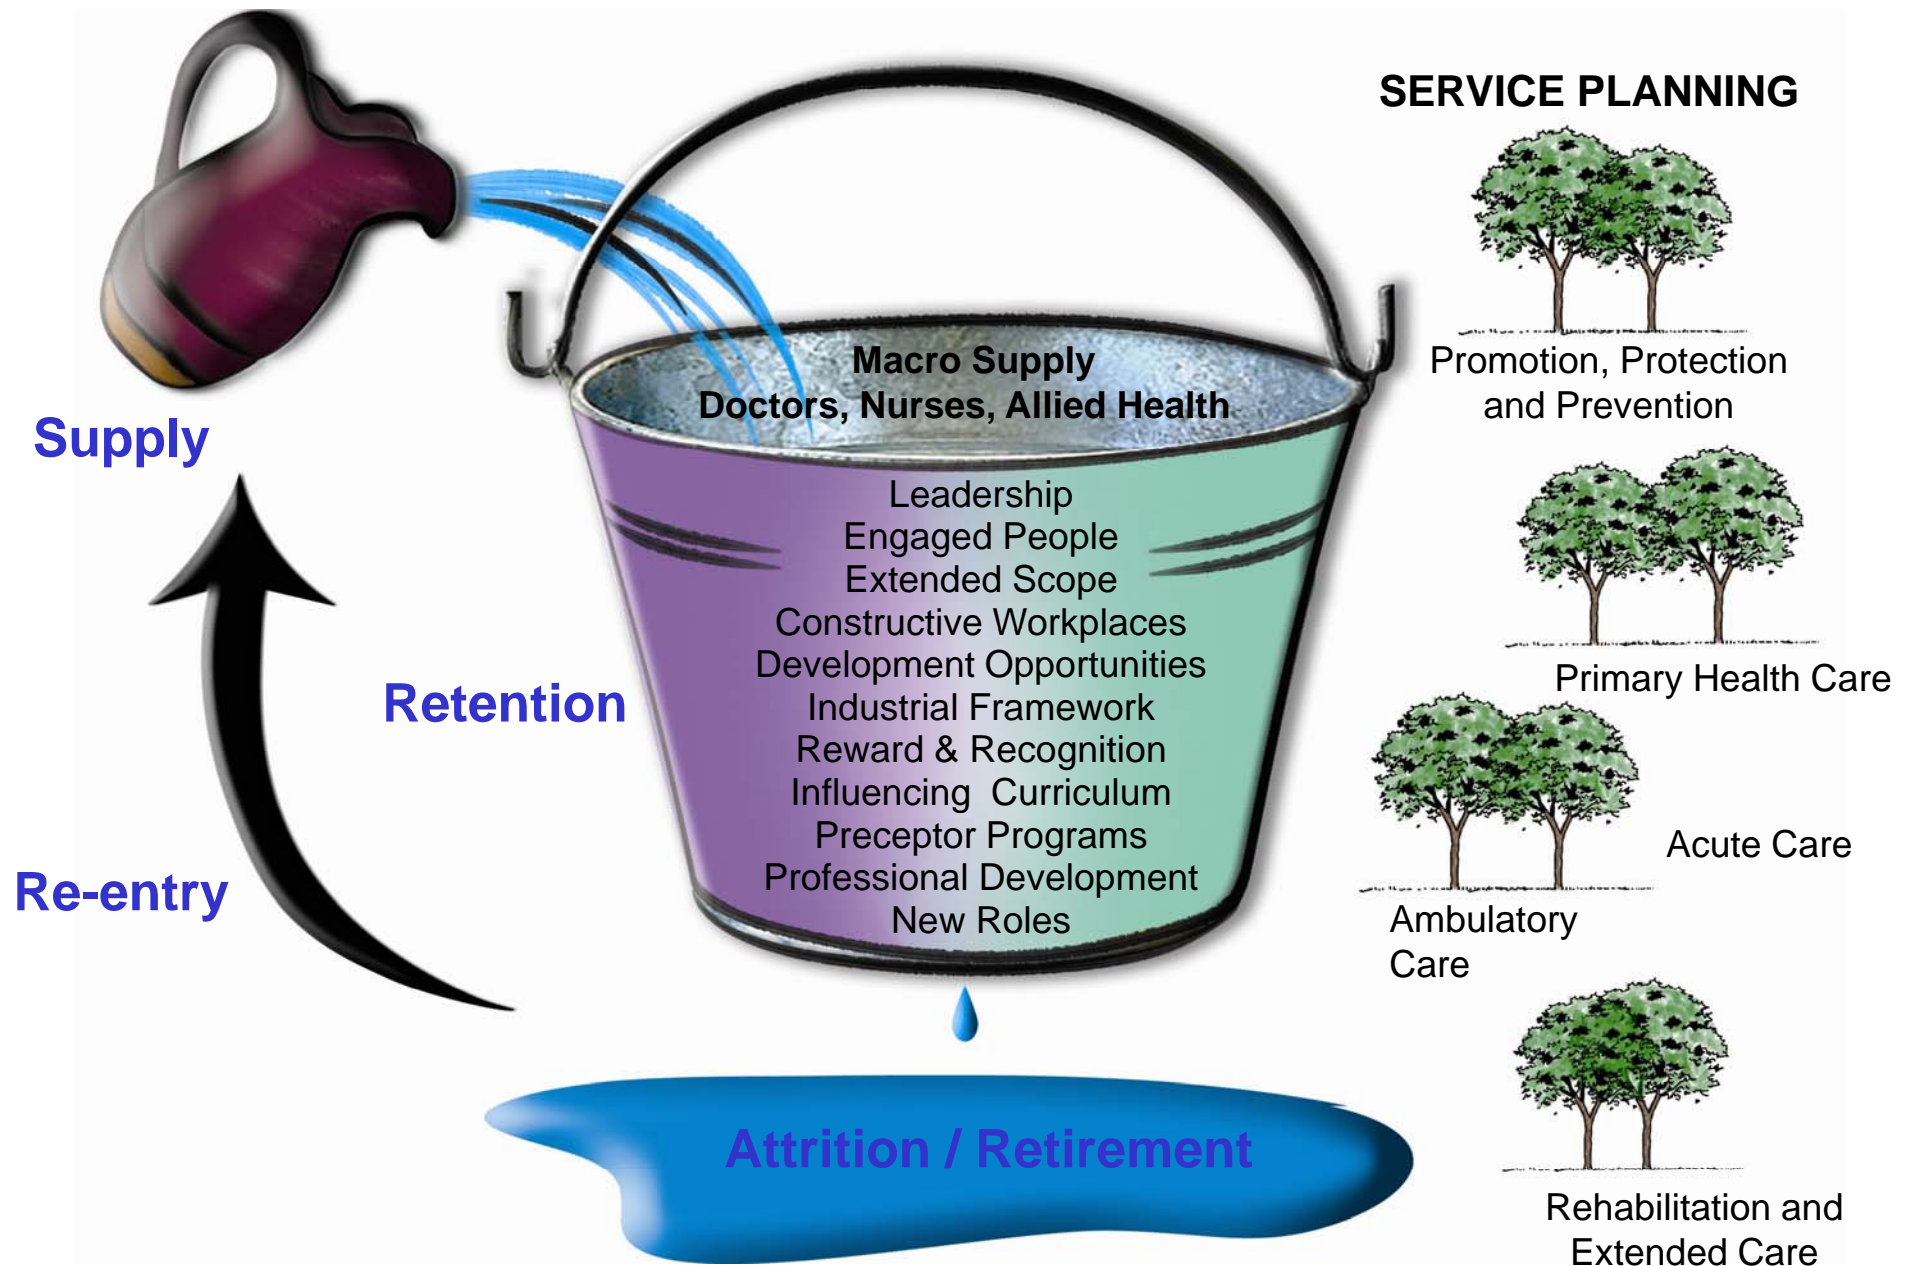 SERVICE PLANNING
Macro Supply
Doctors, Nurses, Allied Health
Supply
Leadership
Engaged People
Extended Scope
Constructive Workplaces
Development Opportunities
Industrial Framework
Reward & Recognition
Influencing  Curriculum
Preceptor Programs
Professional Development
New Roles
Retention
Re-entry
Attrition / Retirement
Promotion, Protection
and Prevention
Primary Health Care
Acute Care
Ambulatory
Care
Rehabilitation and
Extended Care